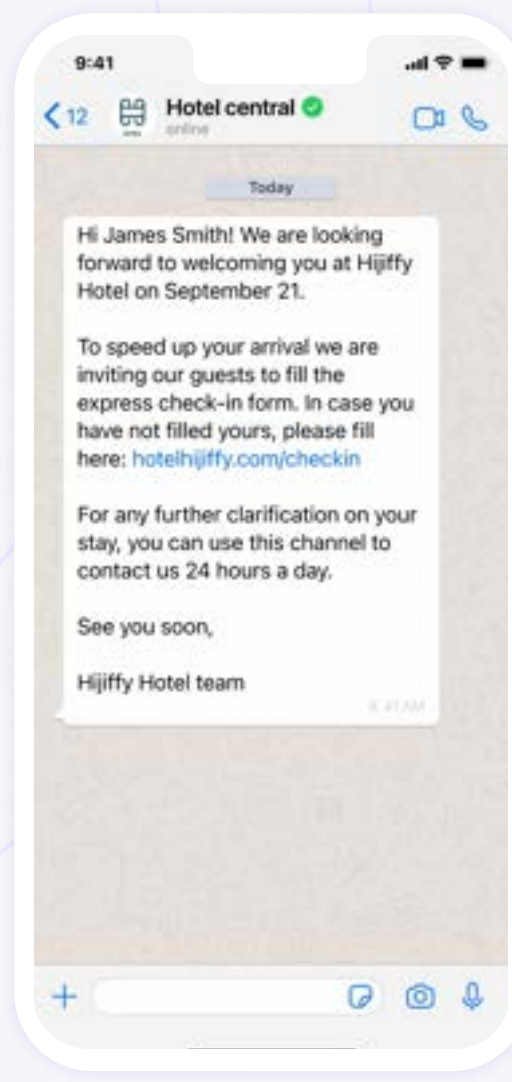 9:41
12
Hotel central
online
Today
Hi James Smith! We are looking
forward to welcoming you at Hijiffy
Hotel on September 21.
To speed up your arrival we are
inviting our guests to fill the
express check-in form. In case you
have not filled yours, please fill
here: hotelhijiffy.com/checkin
For any further clarification on your
stay, you can use this channel to
contact us 24 hours a day.
See you soon,
Hijiffy Hotel team